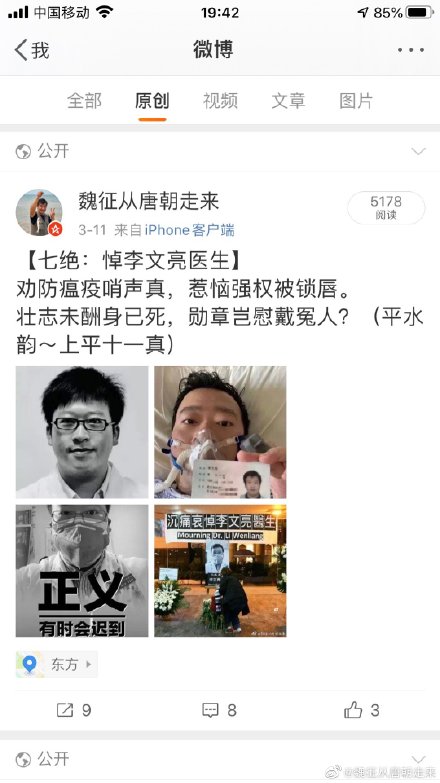 中国移动
19:42
85%
我
微博
全部 原创 视频 文章 图片
公开
魏征从唐朝走来
5178
阅读
3-11 来自iPhone客户端
【七绝：悼李文亮医生】
劝防瘟疫哨声真，惹恼强权被锁唇。
壮志未酬身已死，勋章岂慰戴冤人？（平水
韵～上平十一真）
正义
有时会迟到
沉痛哀悼李文亮醫生
Mourning Dr. Li Wenliang
东方
9
8
3
公开
@魏征从唐朝走来